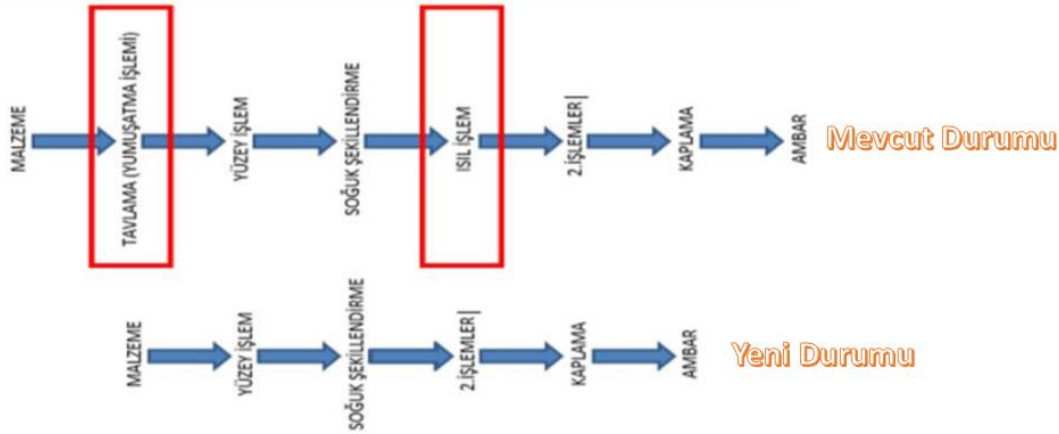 MALZEME
TAVLAMA (YUMUŞATMA İŞLEMİ)
YÜZEY İŞLEM
SOĞUK ŞEKİLLENDİRME
ISIL İŞLEM
2.İŞLEMLER|
KAPLAMA
AMBAR
Mevcut Durumu
MALZEME
YÜZEY İŞLEM
SOĞUK ŞEKİLLENDİRME
2.İŞLEMLER|
KAPLAMA
AMBAR
Yeni Durumu